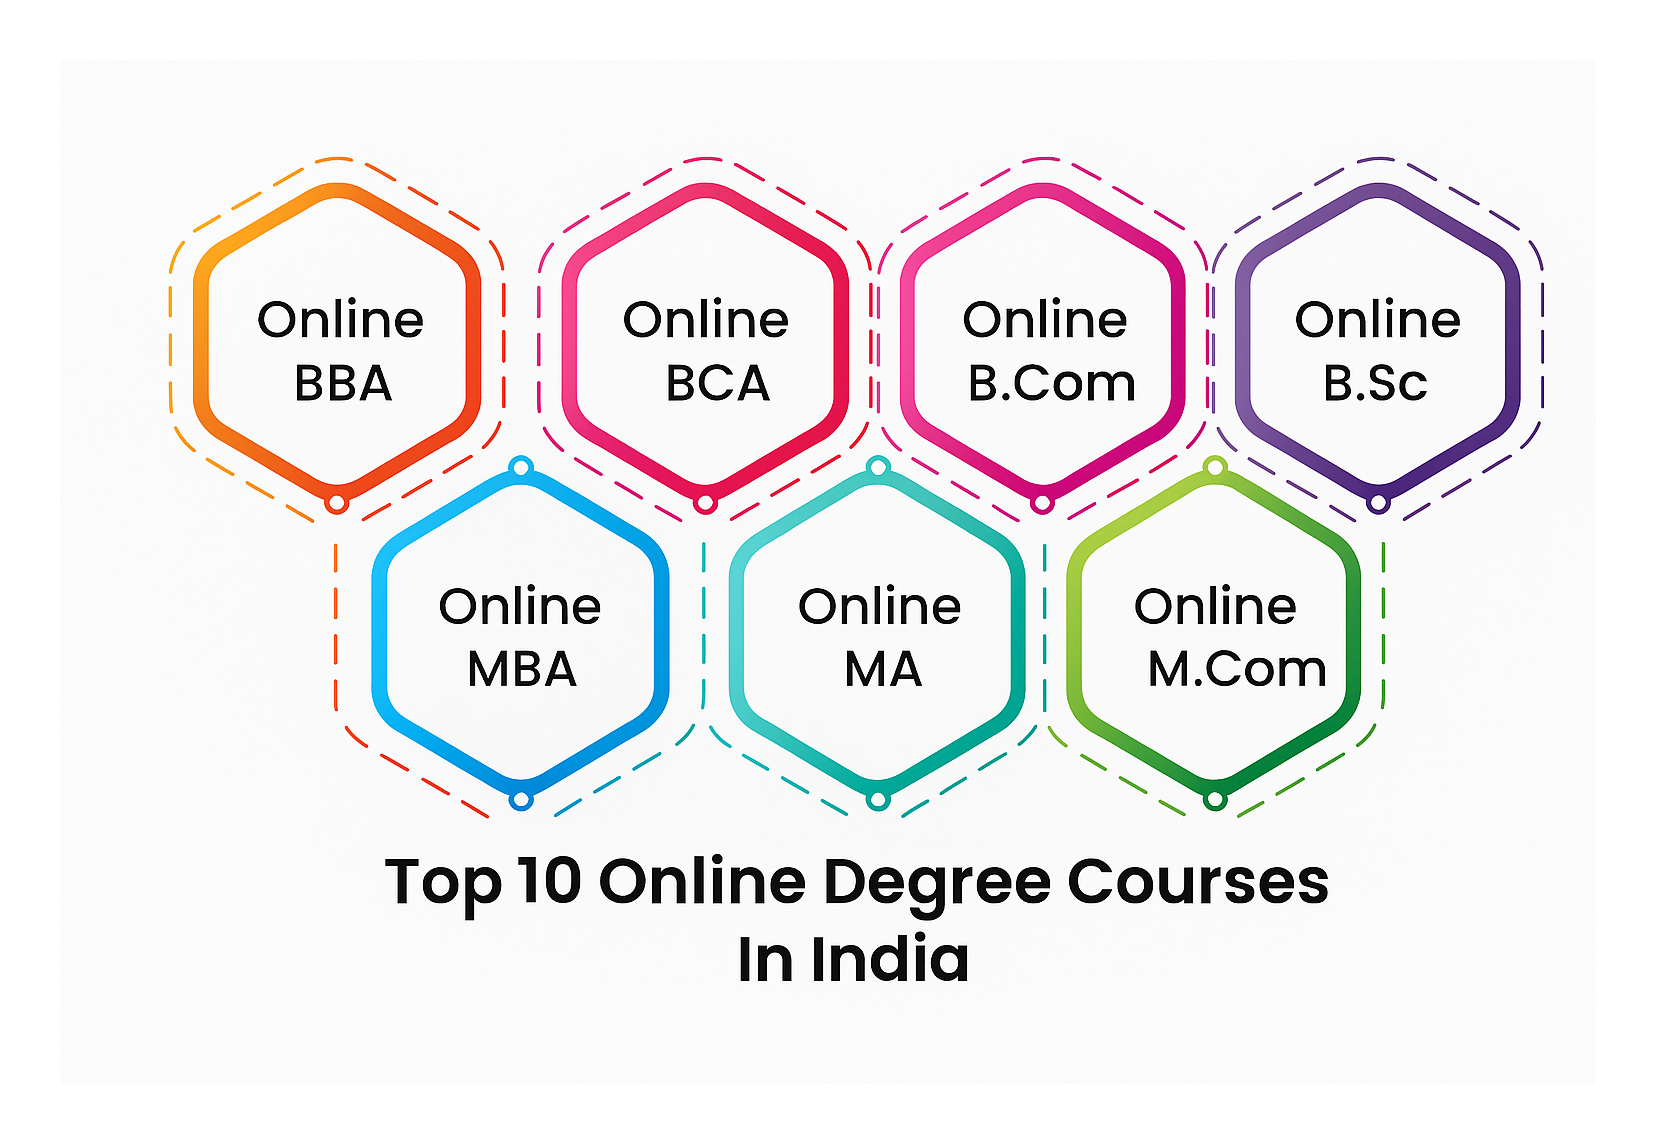 Online
BBA
Online
BCA
Online
B.Com
Online
B.Sc
Online
MBA
Online
MA
Online
M.Com
Top 10 Online Degree Courses
In India